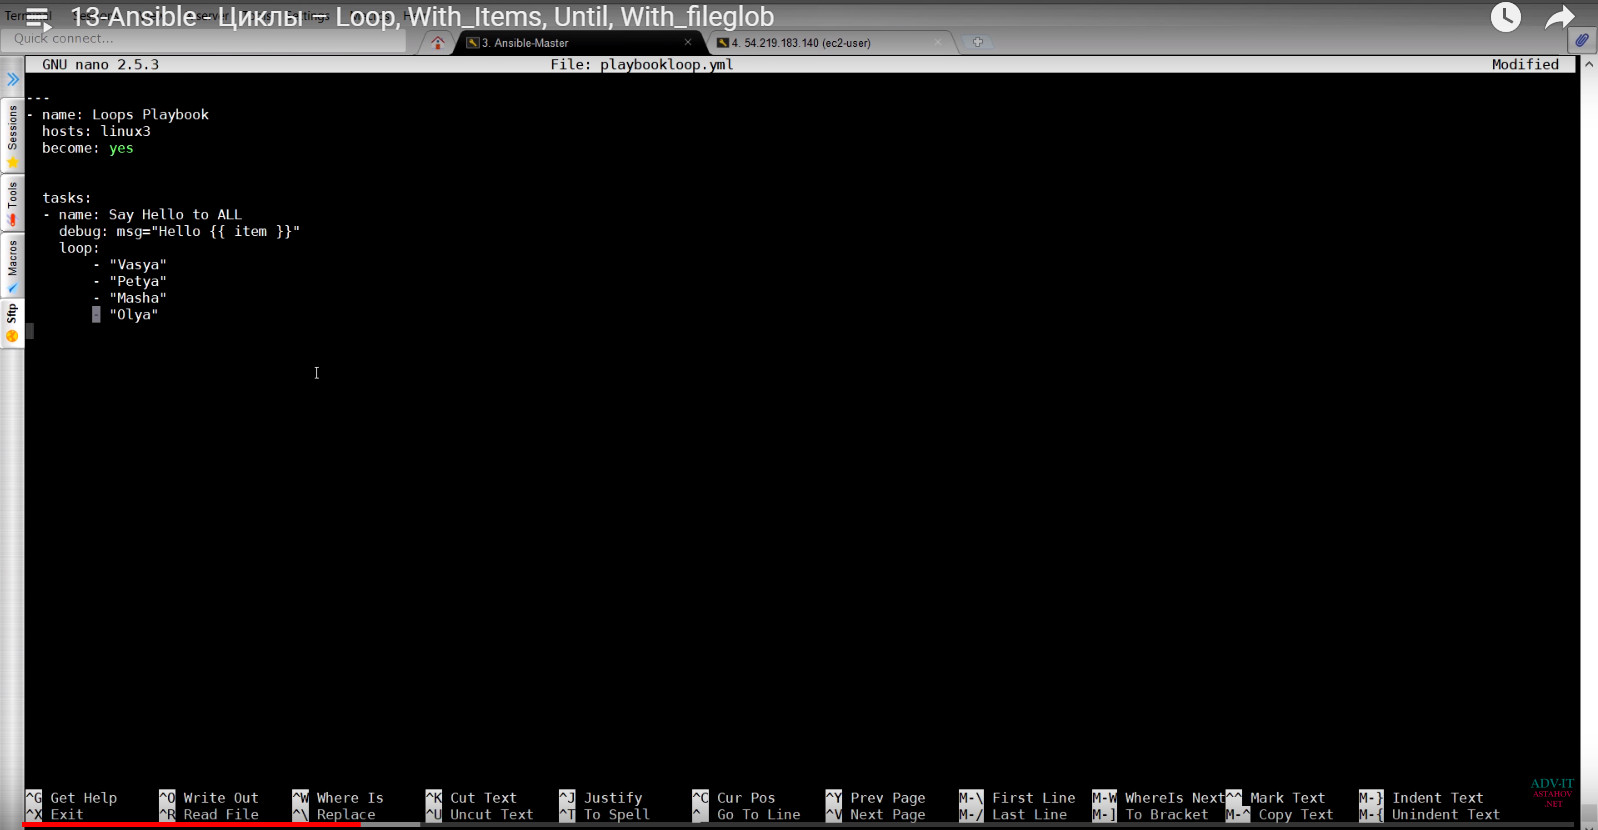 13 Ansible - Циклы - Loop, With_Items, Until, With_fileglob
Quick connect...
3. Ansible-Master
4. 54.219.183.140 (ec2-user)
GNU nano 2.5.3 File: playbookloop.yml Modified
---
- name: Loops Playbook
hosts: linux3
become: yes
tasks:
- name: Say Hello to ALL
debug: msg="Hello {{ item }}"
loop:
- "Vasya"
- "Petya"
- "Masha"
- "Olya"
Sessions
Tools
Macros
Sftp
ADV-IT
ASTAHOV
.NET
^G Get Help ^O Write Out ^W Where Is ^K Cut Text ^J Justify ^C Cur Pos ^Y Prev Page M-\ First Line M-W WhereIs Next ^^ Mark Text M-} Indent Text
^X Exit ^R Read File ^\ Replace ^U Uncut Text ^T To Spell ^_ Go To Line ^V Next Page M-/ Last Line M-] To Bracket M-^ Copy Text M-{ Unindent Text